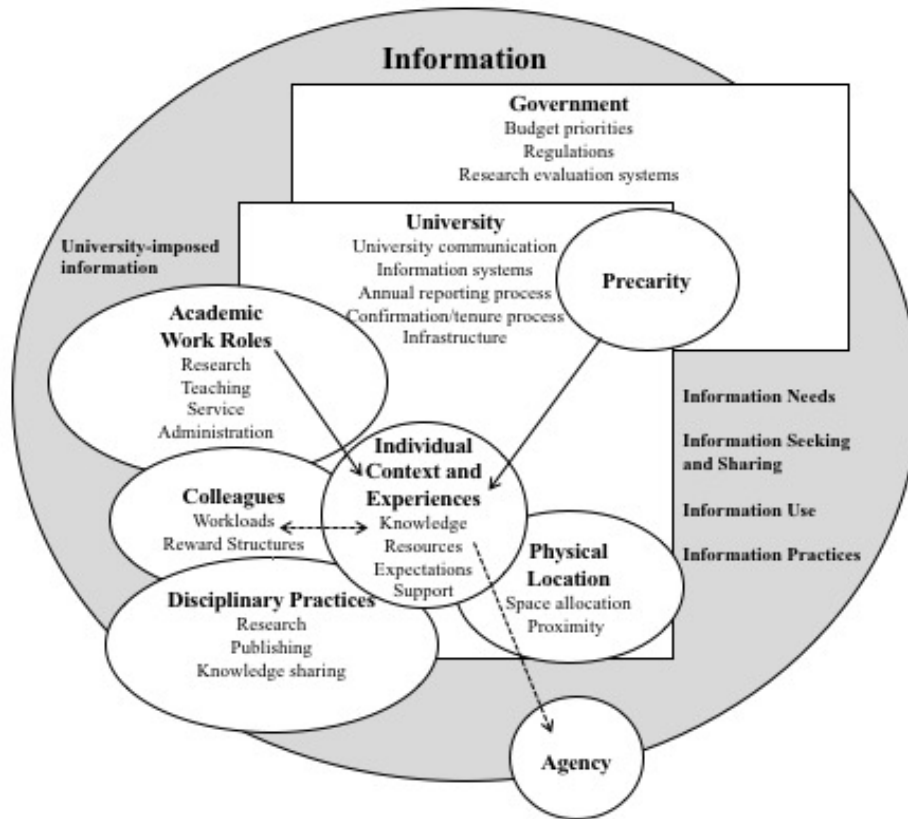 Information
Government
Budget priorities
Regulations
Research evaluation systems
University
University communication
Information systems
Annual reporting process
Confirmation/tenure process
Infrastructure
Precarity
University-imposed
information
Academic
Work Roles
Research
Teaching
Service
Administration
Individual
Context and
Experiences
Knowledge
Resources
Expectations
Support
Colleagues
Workloads
Reward Structures
Disciplinary Practices
Research
Publishing
Knowledge sharing
Physical
Location
Space allocation
Proximity
Information Needs
Information Seeking
and Sharing
Information Use
Information Practices
Agency